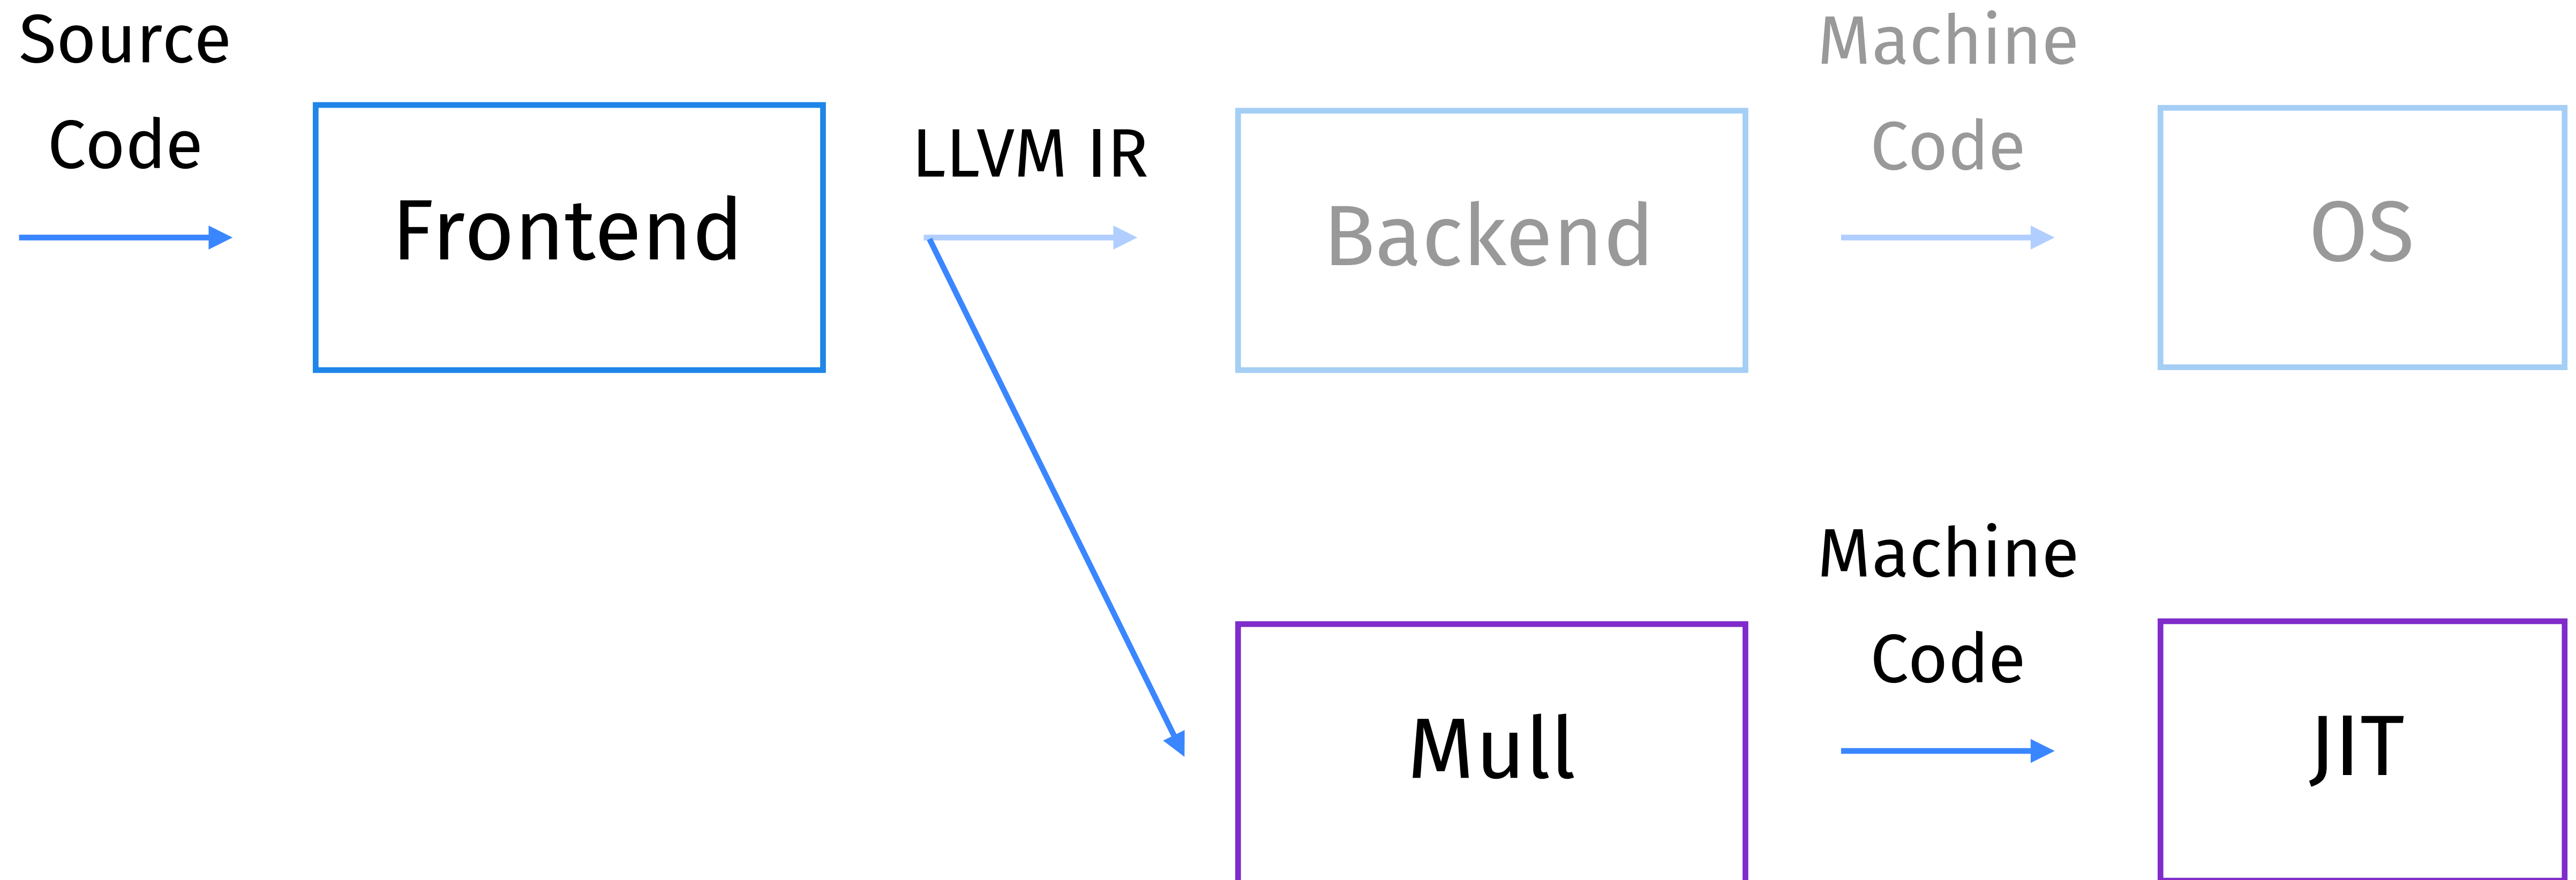 Source
Code
Frontend
LLVM IR
Backend
Machine
Code
OS
Mull
Machine
Code
JIT